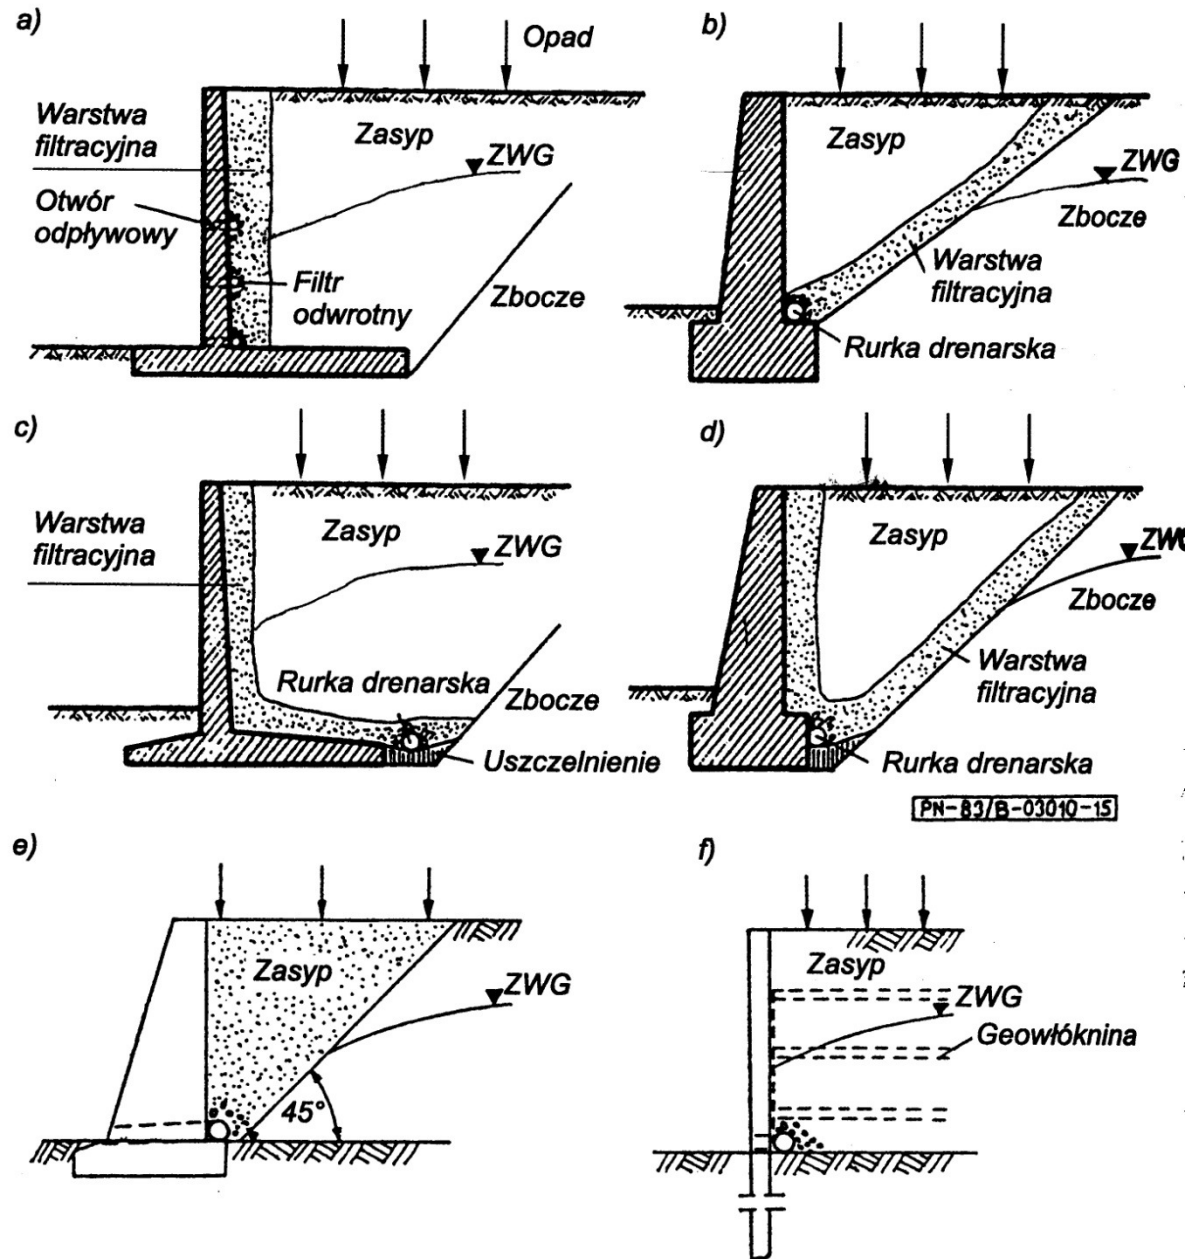 a)
Opad
Warstwa
filtracyjna
Zasyp
ZWG
Otwór
odpływowy
Filtr
odwrotny
Zbocze
b)
Zasyp
ZWG
Zbocze
Warstwa
filtracyjna
Rurka drenarska
c)
Warstwa
filtracyjna
Zasyp
ZWG
Rurka drenarska
Zbocze
Uszczelnienie
d)
Zasyp
ZWG
Zbocze
Warstwa
filtracyjna
Rurka drenarska
PN-83/B-03010-15
e)
Zasyp
ZWG
45°
f)
Zasyp
ZWG
Geowłóknina